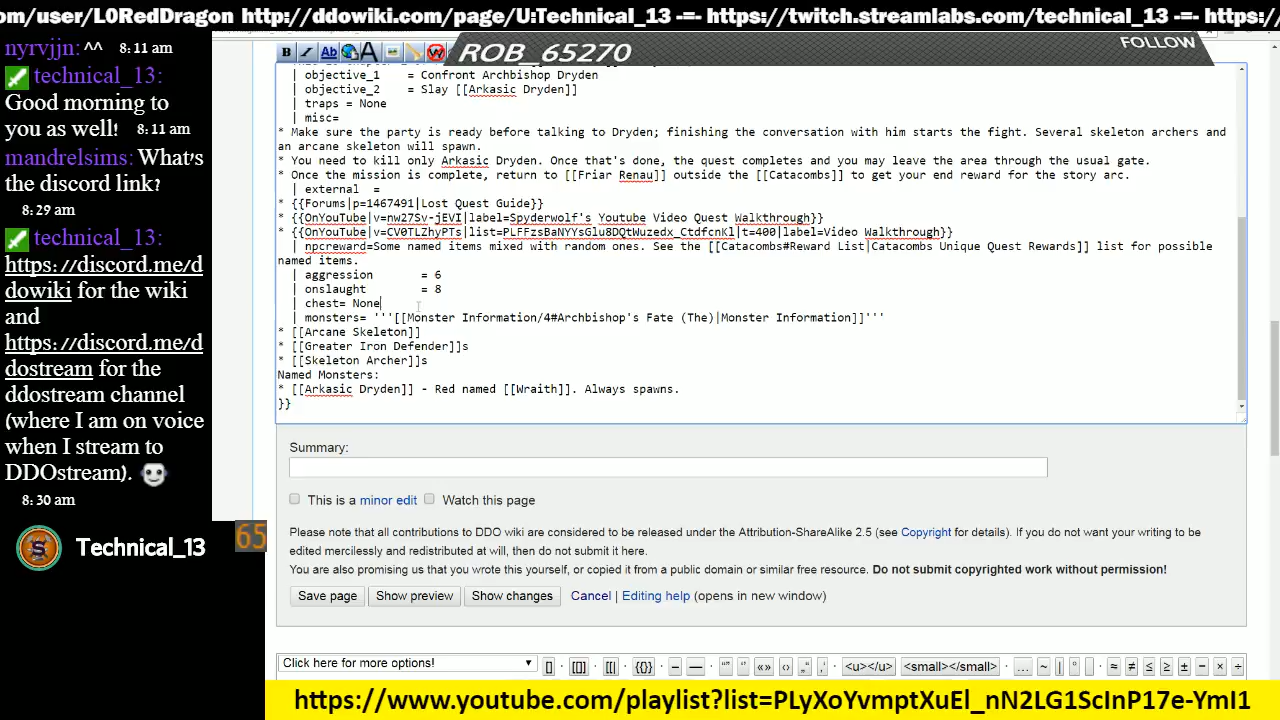 om/user/L0RedDragon http://ddowiki.com/page/U:Technical_13 -=- https://twitch.streamlabs.com/technical_13 -=- https:/
nyrvjjn: ^^ 8:11 am
technical_13:
Good morning to
you as well! 8:11 am
mandrelsims: What's
the discord link?
8:29 am
technical_13:
https://discord.me/d
dowiki for the wiki
and
https://discord.me/d
dostream for the
ddostream channel
(where I am on voice
when I stream to
DDOstream).
8:30 am
Technical_13
65
ROB_65270
FOLLOW
B I Ab A W
| objective_1 = Confront Archbishop Dryden
| objective_2 = Slay [[Arkasic Dryden]]
| traps = None
| misc=
* Make sure the party is ready before talking to Dryden; finishing the conversation with him starts the fight. Several skeleton archers and
an arcane skeleton will spawn.
* You need to kill only Arkasic Dryden. Once that's done, the quest completes and you may leave the area through the usual gate.
* Once the mission is complete, return to [[Friar Renau]] outside the [[Catacombs]] to get your end reward for the story arc.
| external =
* {{Forums|p=1467491|Lost Quest Guide}}
* {{OnYouTube|v=nw27Sv-jEVI|label=Spyderwolf's Youtube Video Quest Walkthrough}}
* {{OnYouTube|v=CV0TLZhyPTs|list=PLFFzsBaNYYsGlu8DQtWuzedx_CtdfcnKl|t=400|label=Video Walkthrough}}
| npcreward=Some named items mixed with random ones. See the [[Catacombs#Reward List|Catacombs Unique Quest Rewards]] list for possible
named items.
| aggression = 6
| onslaught = 8
| chest= None
| monsters= '''[[Monster Information/4#Archbishop's Fate (The)|Monster Information]]'''
* [[Arcane Skeleton]]
* [[Greater Iron Defender]]s
* [[Skeleton Archer]]s
Named Monsters:
* [[Arkasic Dryden]] - Red named [[Wraith]]. Always spawns.
}}
Summary:
This is a minor edit Watch this page
Please note that all contributions to DDO wiki are considered to be released under the Attribution-ShareAlike 2.5 (see Copyright for details). If you do not want your writing to be
edited mercilessly and redistributed at will, then do not submit it here.
You are also promising us that you wrote this yourself, or copied it from a public domain or similar free resource. Do not submit copyrighted work without permission!
Save page Show preview Show changes Cancel | Editing help (opens in new window)
Click here for more options! [] · [[]] · [[| · {{}} · – · — · “” · ‘’ · «» · ‹› · „“ · ‚‘ · <u></u> · <small></small> · … · ~ · | · ° · · ≈ · ≠ · ≤ · ≥ · ± · − · × · ÷
https://www.youtube.com/playlist?list=PLyXoYvmptXuEl_nN2LG1ScInP17e-YmI1